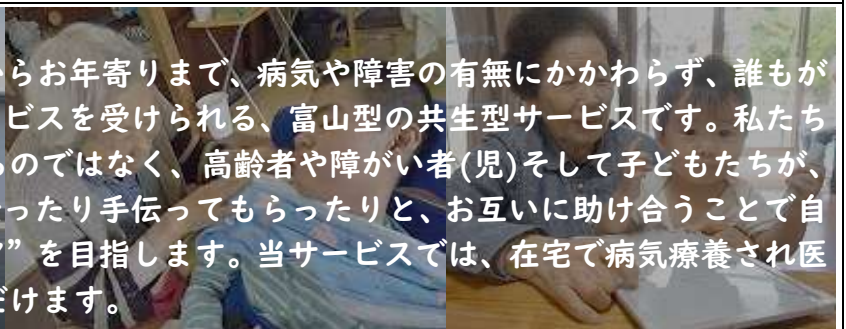 らお年寄りまで、病気や障害の有無にかかわらず、誰もが
ビスを受けられる、富山型の共生型サービスです。私たち
のではなく、高齢者や障がい者(児)そして子どもたちが、
ったり手伝ってもらったりと、お互いに助け合うことで自
”を目指します。当サービスでは、在宅で病気療養され医
けます。